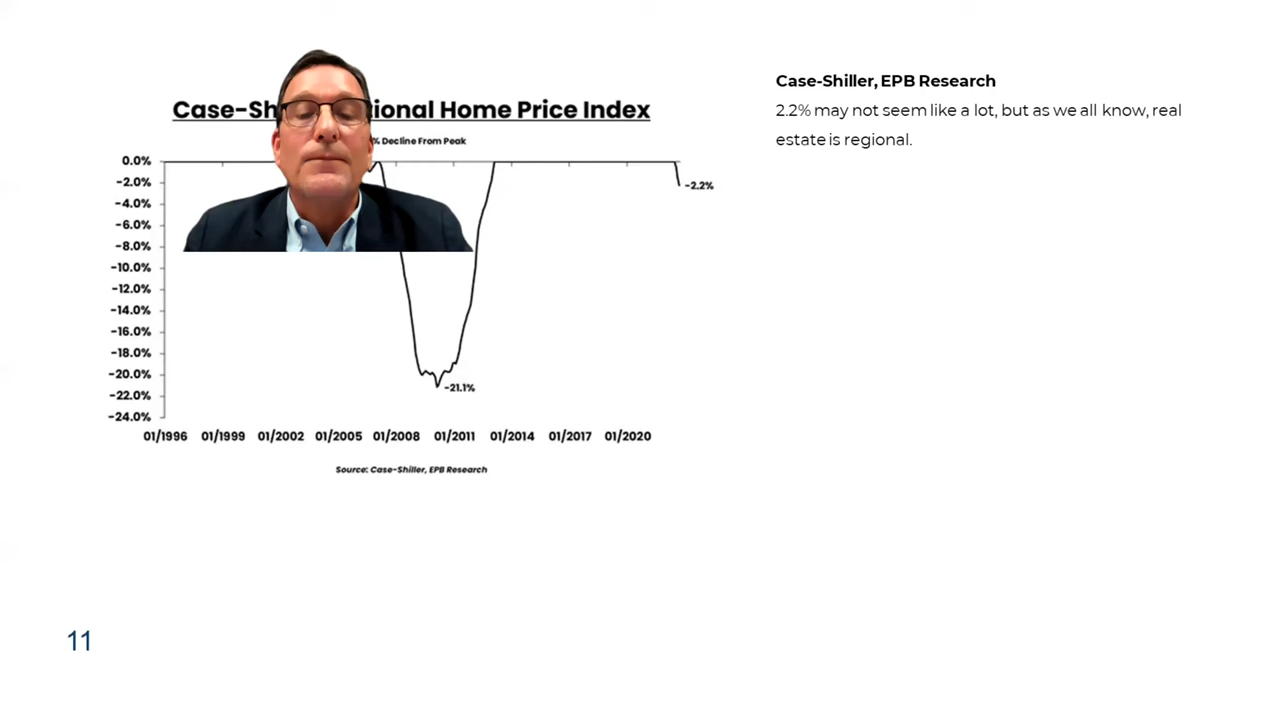 Case-Sh ional Home Price Index
% Decline From Peak
0.0%
-2.0%
-4.0%
-6.0%
-8.0%
-10.0%
-12.0%
-14.0%
-16.0%
-18.0%
-20.0%
-22.0%
-24.0%
-2.2%
-21.1%
01/1996 01/1999 01/2002 01/2005 01/2008 01/2011 01/2014 01/2017 01/2020
Source: Case-Shiller, EPB Research
Case-Shiller, EPB Research
2.2% may not seem like a lot, but as we all know, real
estate is regional.
11